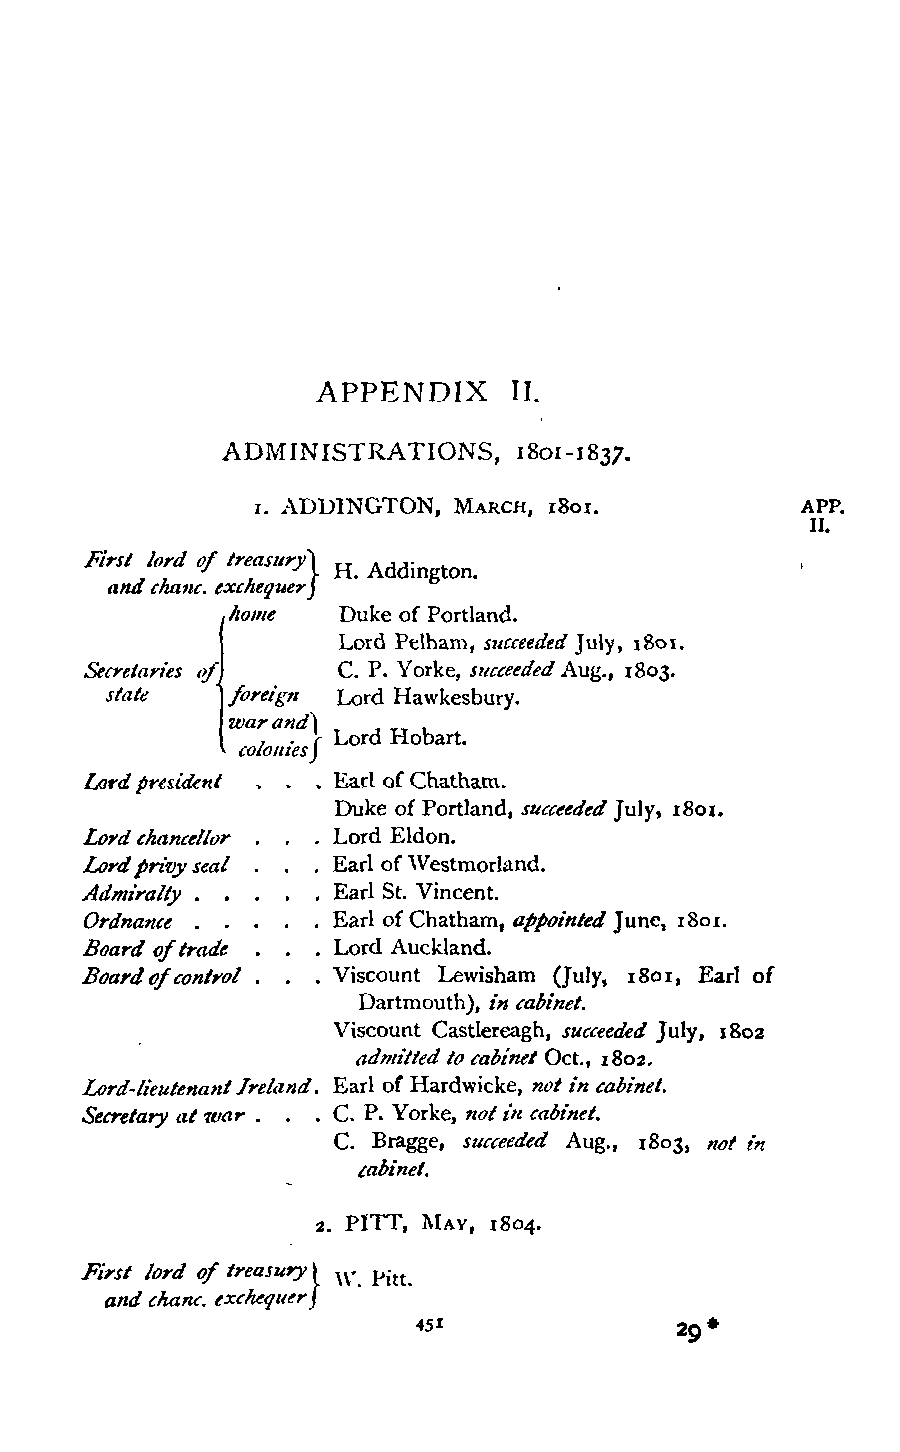 APPENDIX II.
ADMINISTRATIONS, 1801-1837.
1. ADDINGTON, MARCH, 1801.
APP.
II.
First lord of treasury } H. Addington.
and chanc. exchequer
home Duke of Portland.
Lord Pelham, succeeded July, 1801.
Secretaries of C. P. Yorke, succeeded Aug., 1803.
state foreign Lord Hawkesbury.
war and } Lord Hobart.
colonies
Lord president . . . Earl of Chatham.
Duke of Portland, succeeded July, 1801.
Lord chancellor . . . Lord Eldon.
Lord privy seal . . . Earl of Westmorland.
Admiralty . . . . . Earl St. Vincent.
Ordnance . . . . . Earl of Chatham, appointed June, 1801.
Board of trade . . . Lord Auckland.
Board of control . . . Viscount Lewisham (July, 1801, Earl of
Dartmouth), in cabinet.
Viscount Castlereagh, succeeded July, 1802
admitted to cabinet Oct., 1802.
Lord-lieutenant Ireland . Earl of Hardwicke, not in cabinet.
Secretary at war . . . C. P. Yorke, not in cabinet.
C. Bragge, succeeded Aug., 1803, not in
cabinet.
2. PITT, MAY, 1804.
First lord of treasury } W. Pitt.
and chanc. exchequer
451 29*